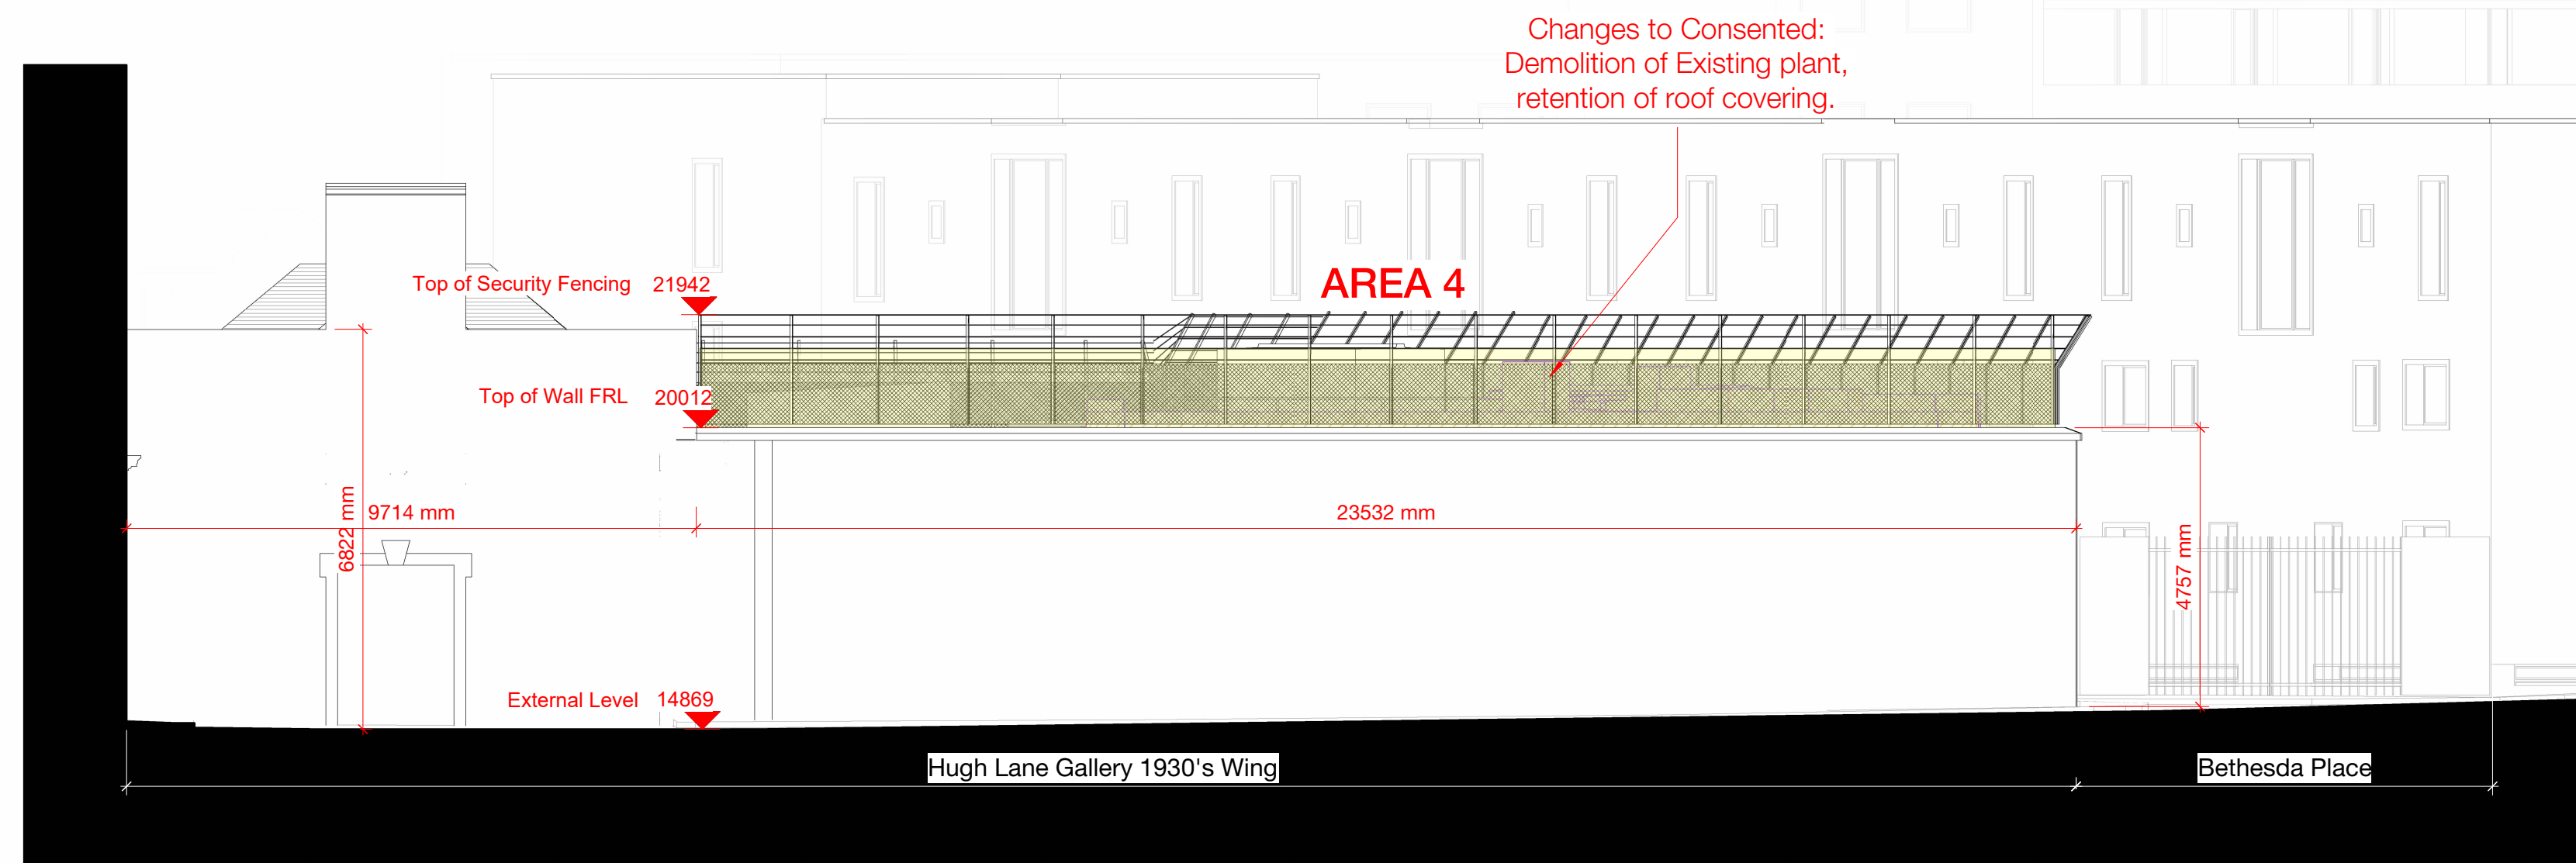 Changes to Consented:
Demolition of Existing plant,
retention of roof covering.
AREA 4
Top of Security Fencing 21942
Top of Wall FRL 20012
6822 mm
9714 mm
23532 mm
4757 mm
External Level 14869
Hugh Lane Gallery 1930's Wing
Bethesda Place